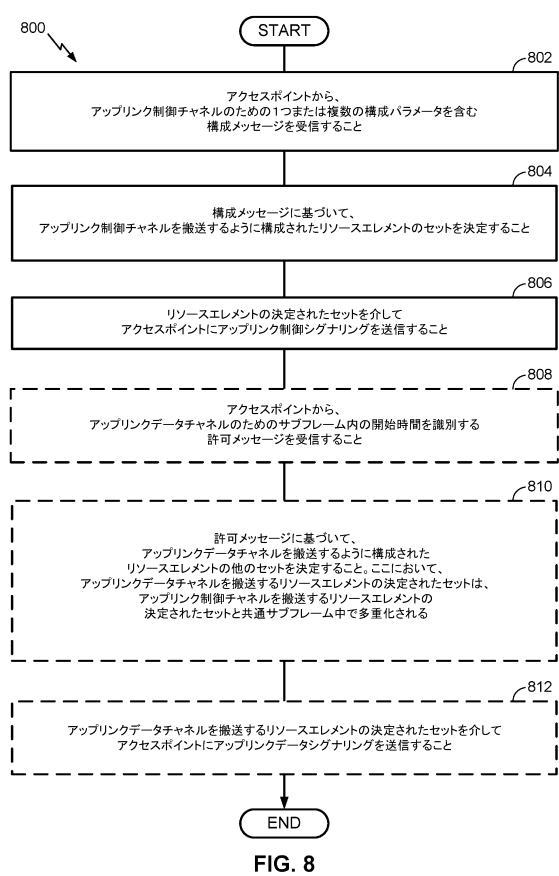 800
START
802
アクセスポイントから、
アップリンク制御チャネルのための1つまたは複数の構成パラメータを含む
構成メッセージを受信すること
804
構成メッセージに基づいて、
アップリンク制御チャネルを搬送するように構成されたリソースエレメントのセットを決定すること
806
リソースエレメントの決定されたセットを介して
アクセスポイントにアップリンク制御シグナリングを送信すること
808
アクセスポイントから、
アップリンクデータチャネルのためのサブフレーム内の開始時間を識別する
許可メッセージを受信すること
810
許可メッセージに基づいて、
アップリンクデータチャネルを搬送するように構成された
リソースエレメントの他のセットを決定すること。ここにおいて、
アップリンクデータチャネルを搬送するリソースエレメントの決定されたセットは、
アップリンク制御チャネルを搬送するリソースエレメントの
決定されたセットと共通サブフレーム中で多重化される
812
アップリンクデータチャネルを搬送するリソースエレメントの決定されたセットを介して
アクセスポイントにアップリンクデータシグナリングを送信すること
END
FIG. 8